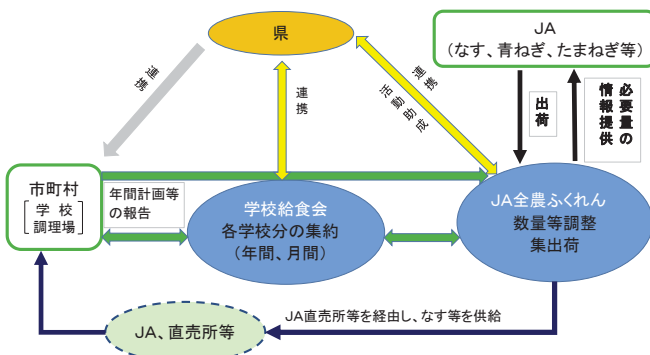 県
JA
(なす、青ねぎ、たまねぎ等)
連携
連携
連携
活動助成
出荷
必要量の
情報提供
市町村
[学校
調理場]
年間計画等
の報告
学校給食会
各学校分の集約
(年間、月間)
JA全農ふくれん
数量等調整
集出荷
JA直売所等を経由し、なす等を供給
JA、直売所等